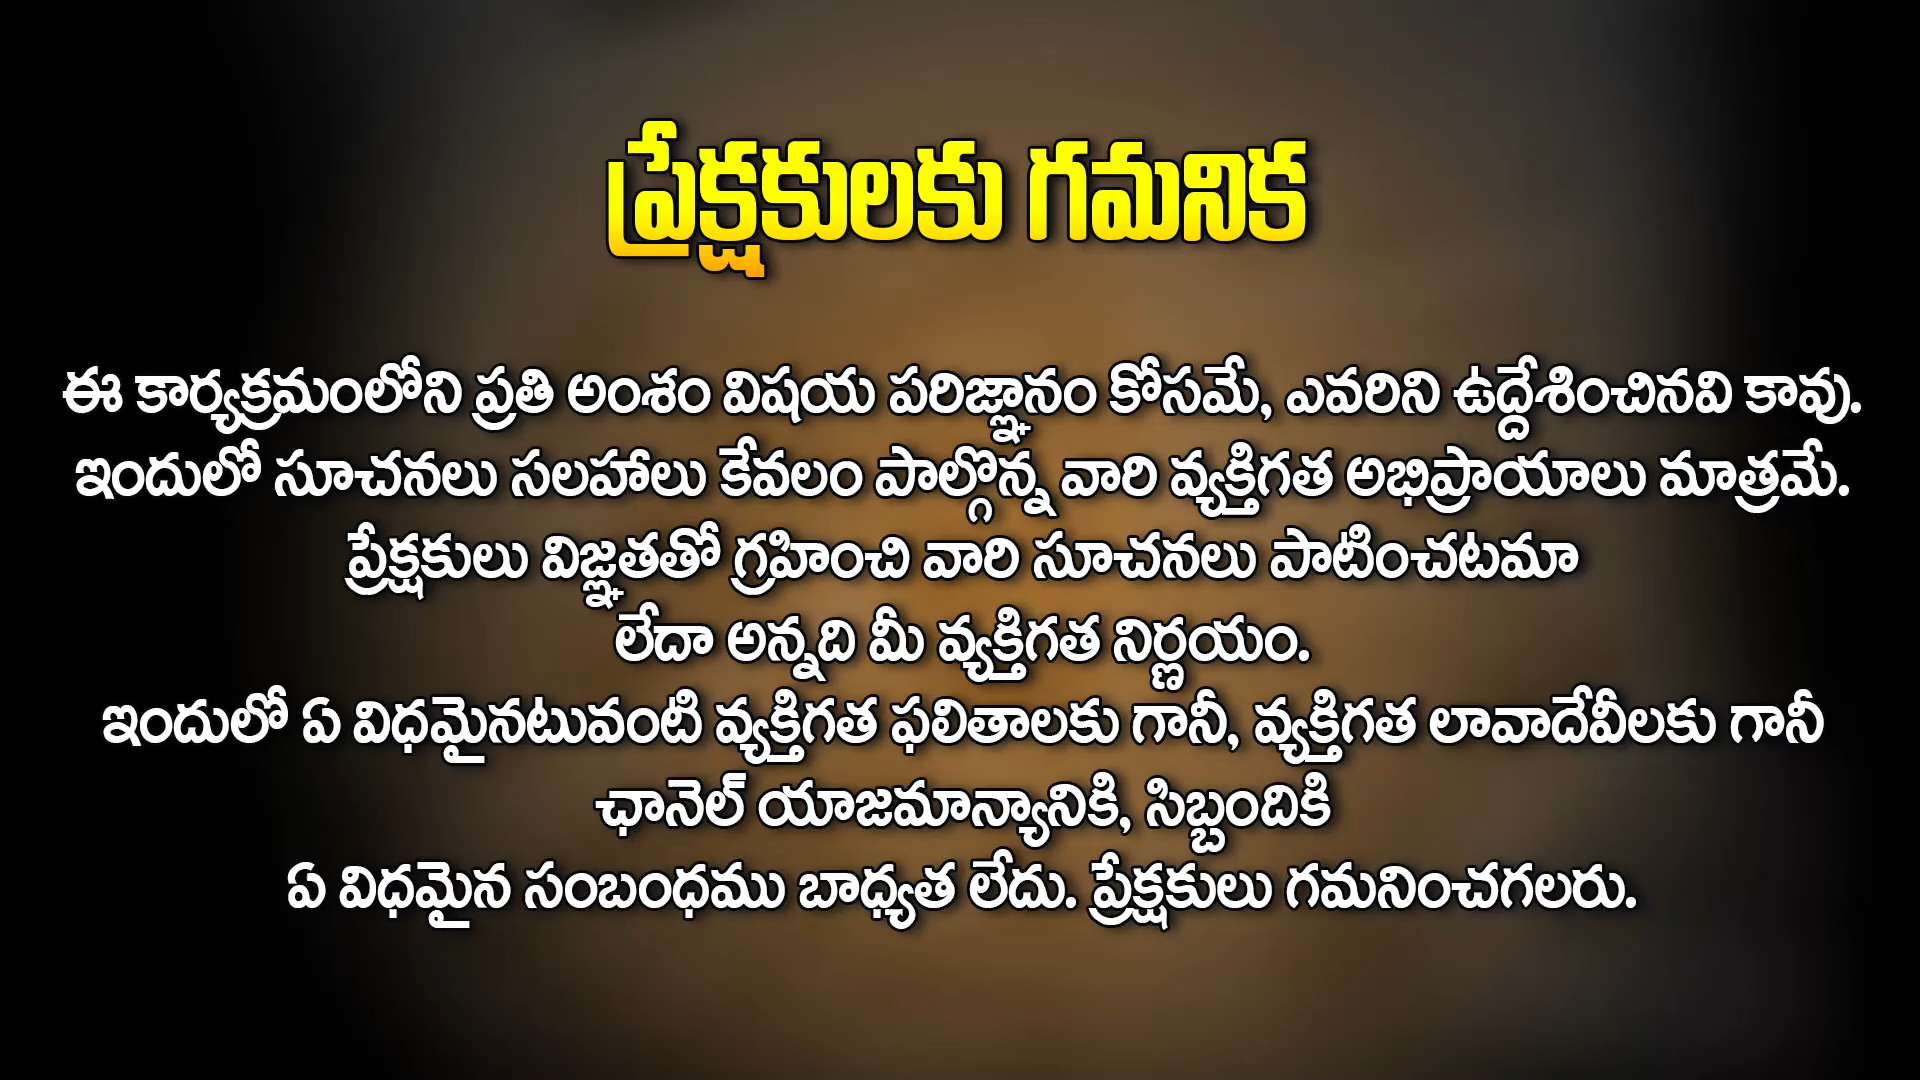 ప్రేక్షకులకు గమనిక
ఈ కార్యక్రమంలోని ప్రతి అంశం విషయ పరిజ్ఞానం కోసమే, ఎవరిని ఉద్దేశించినవి కావు.
ఇందులో సూచనలు సలహాలు కేవలం పాల్గొన్న వారి వ్యక్తిగత అభిప్రాయాలు మాత్రమే.
ప్రేక్షకులు విజ్ఞతతో గ్రహించి వారి సూచనలు పాటించటమా
లేదా అన్నది మీ వ్యక్తిగత నిర్ణయం.
ఇందులో ఏ విధమైనటువంటి వ్యక్తిగత ఫలితాలకు గానీ, వ్యక్తిగత లావాదేవీలకు గానీ
ఛానెల్ యాజమాన్యానికి, సిబ్బందికి
ఏ విధమైన సంబంధము బాధ్యత లేదు. ప్రేక్షకులు గమనించగలరు.